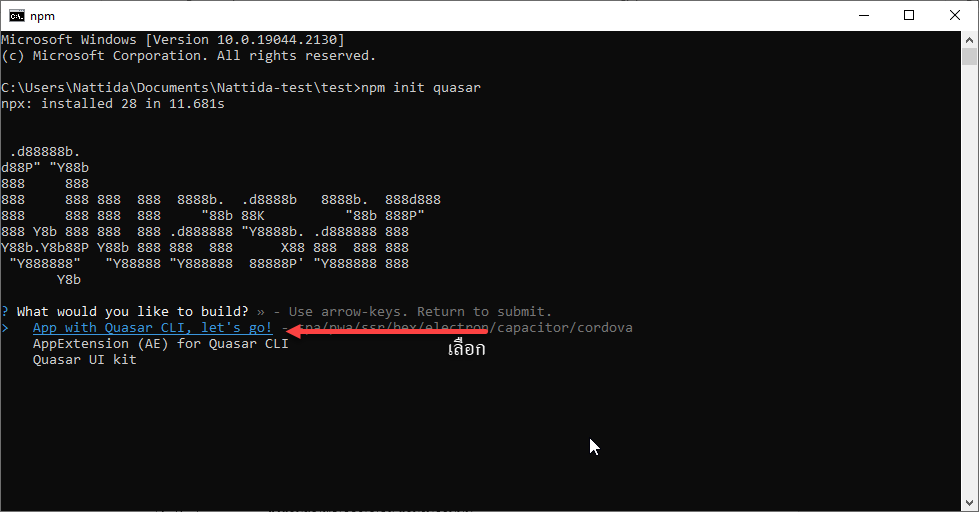 npm
Microsoft Windows [Version 10.0.19044.2130]
(c) Microsoft Corporation. All rights reserved.
C:\Users\Nattida\Documents\Nattida-test\test>npm init quasar
npx: installed 28 in 11.681s
 .d88888b.
d88P" "Y88b
888     888
888     888 888  888  8888b.  .d8888b   8888b.  888d888
888     888 888  888     "88b 88K          "88b 888P"
888 Y8b 888 888  888 .d888888 "Y8888b. .d888888 888
Y88b.Y8b88P Y88b 888 888  888      X88 888  888 888
 "Y888888"   "Y88888 "Y888888  88888P' "Y888888 888
       Y8b
? What would you like to build? » - Use arrow-keys. Return to submit.
>   App with Quasar CLI, let's go! - spa/pwa/ssr/bex/electron/capacitor/cordova
    AppExtension (AE) for Quasar CLI
เลือก
    Quasar UI kit